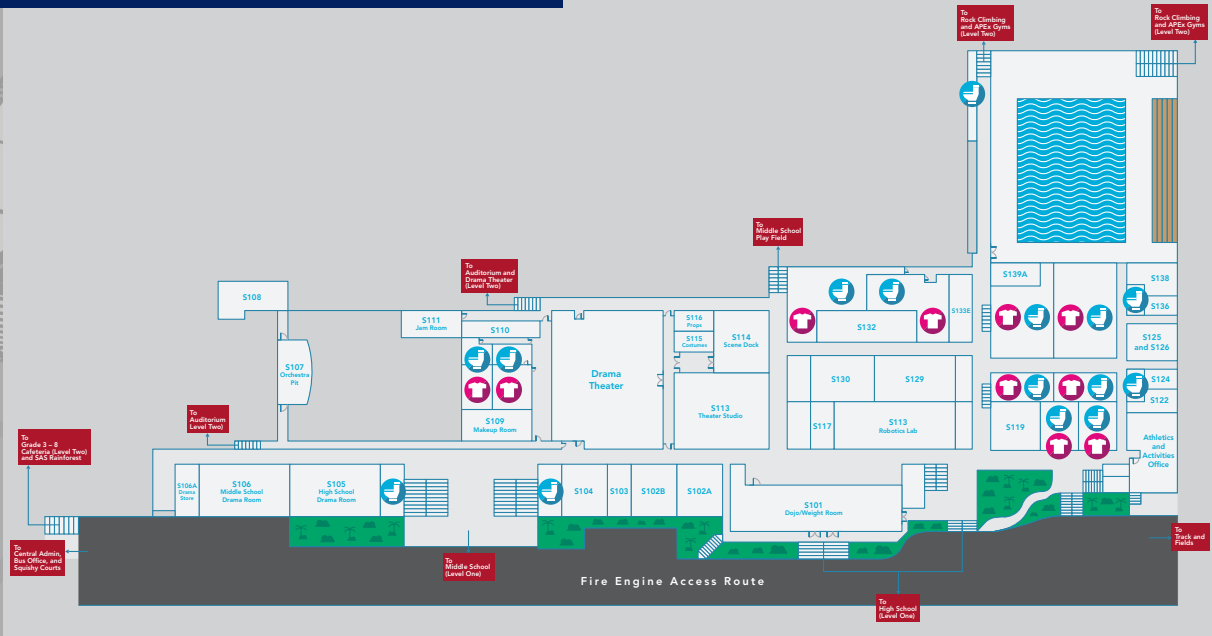 To
Rock Climbing
and APEx Gyms
(Level Two)
To
Rock Climbing
and APEx Gyms
(Level Two)
To
Middle School
Play Field
To
Auditorium and
Drama Theater
(Level Two)
S139A
S138
S136
S108
S111
Jam Room
S110
S116
Props
S115
Costumes
S114
Scene Dock
S132
S133E
S125
and S126
S107
Orchestra
Pit
Drama
Theater
S130
S129
S124
S122
S109
Makeup Room
S113
Theater Studio
S117
S113
Robotics Lab
S119
To
Auditorium
Level Two)
To
Grade 3 – 8
Cafeteria (Level Two)
and SAS Rainforest
Athletics
and
Activities
Office
S106A
Drama
Store
S106
Middle School
Drama Room
S105
High School
Drama Room
S104
S103
S102B
S102A
S101
Dojo/Weight Room
To
Central Admin,
Bus Office, and
Squishy Courts
To
Middle School
(Level One)
Fire Engine Access Route
To
Track and
Fields
To
High School
(Level One)